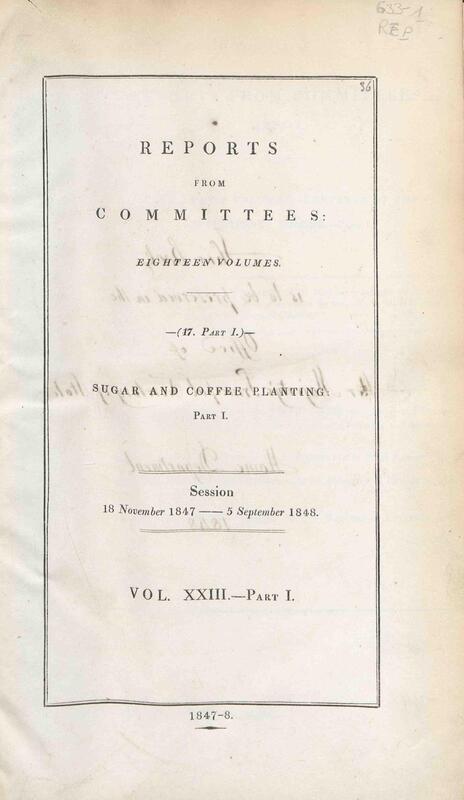 633-1
REP
36
REPORTS
FROM
COMMITTEES:
EIGHTEEN VOLUMES.
—(17. PART I.)—
SUGAR AND COFFEE PLANTING:
PART I.
Session
18 November 1847 —— 5 September 1848.
VOL. XXIII.—PART I.
1847-8.